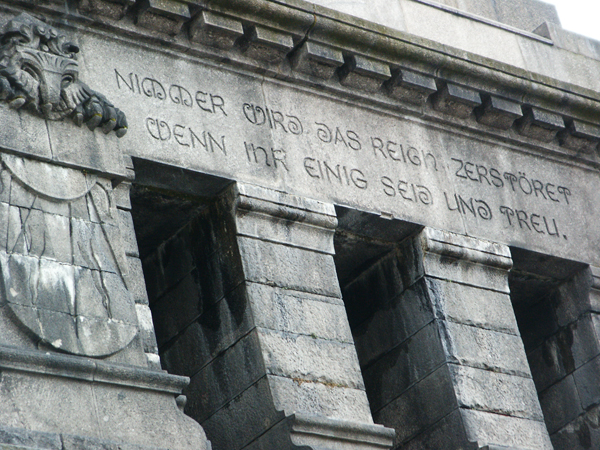 NIMMER WIRD DAS REICH ZERSTÖRET
WENN IHR EINIG SEID UND TREU.